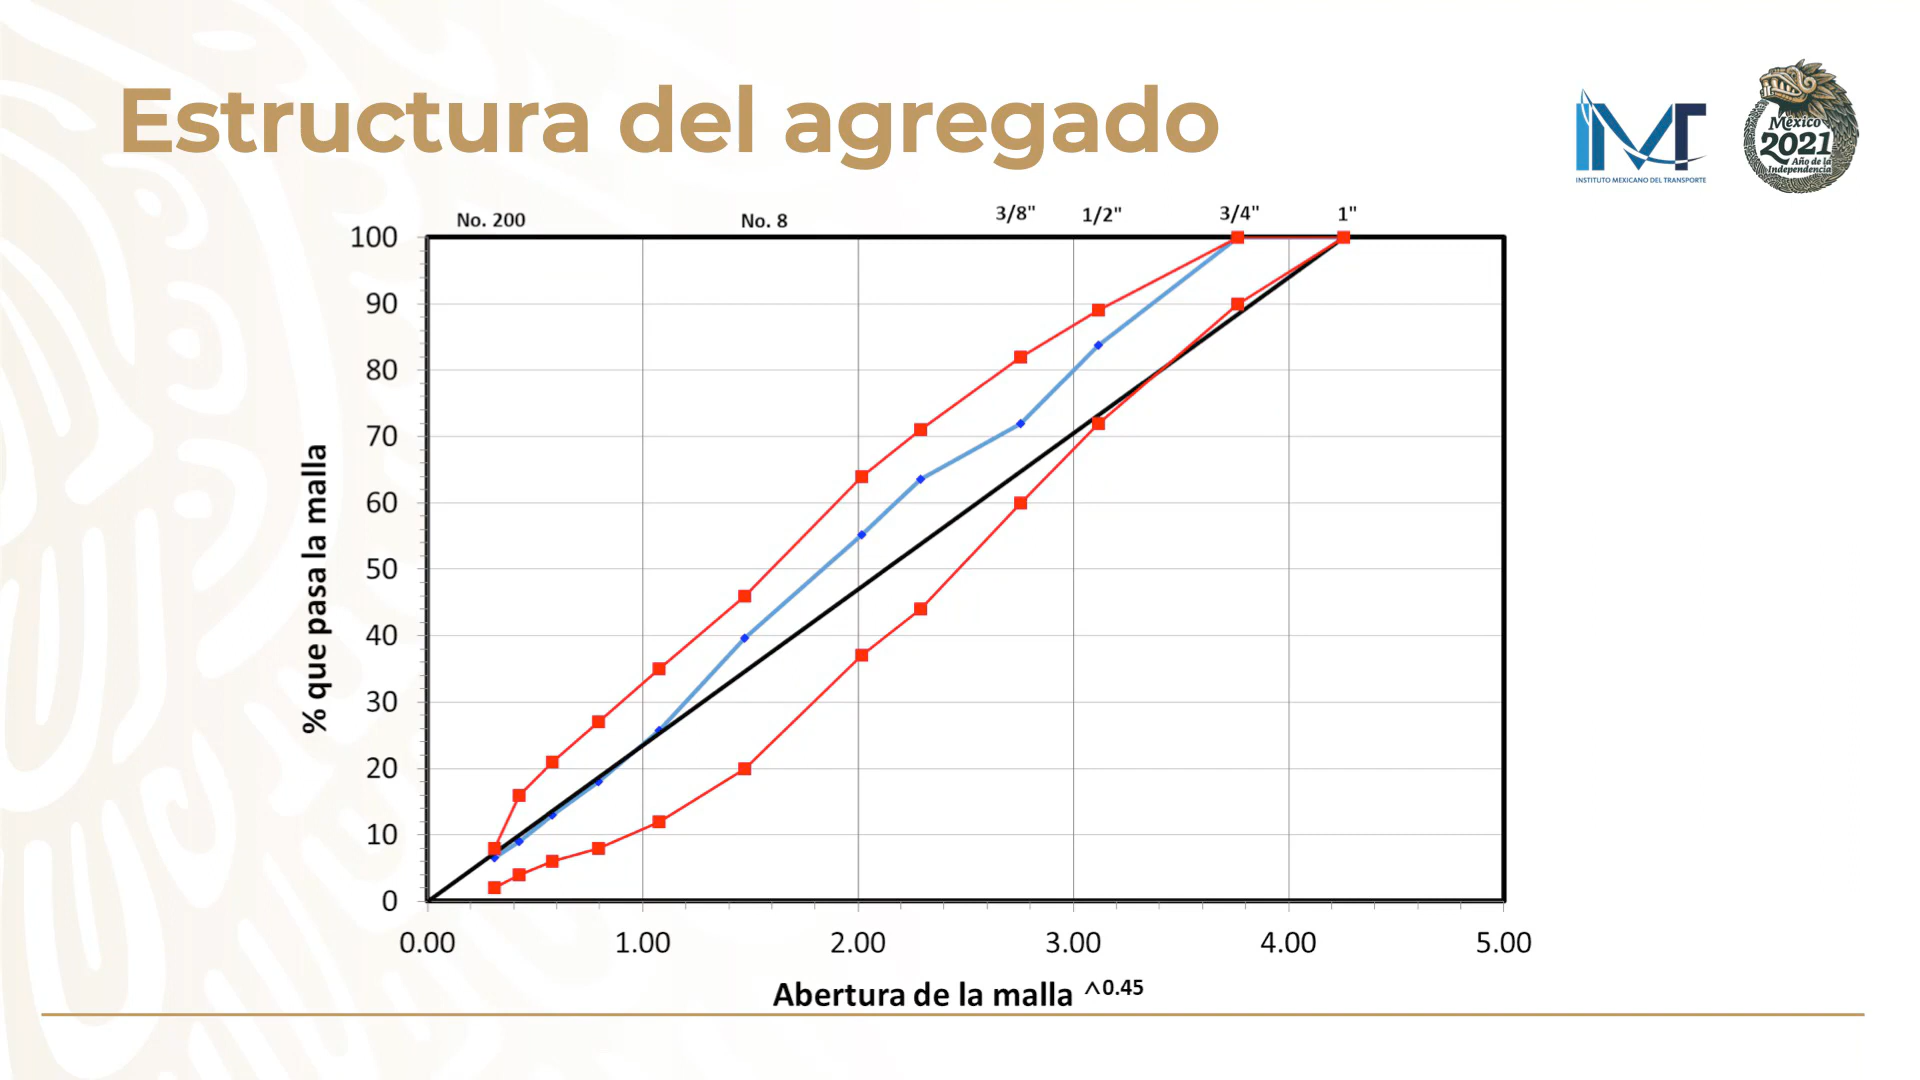 Estructura del agregado
INSTITUTO MEXICANO DEL TRANSPORTE
México
2021
Año de la
Independencia
No. 200 No. 8 3/8" 1/2" 3/4" 1"
100
90
80
70
60
50
40
30
20
10
0
% que pasa la malla
0.00 1.00 2.00 3.00 4.00 5.00
Abertura de la malla ^0.45